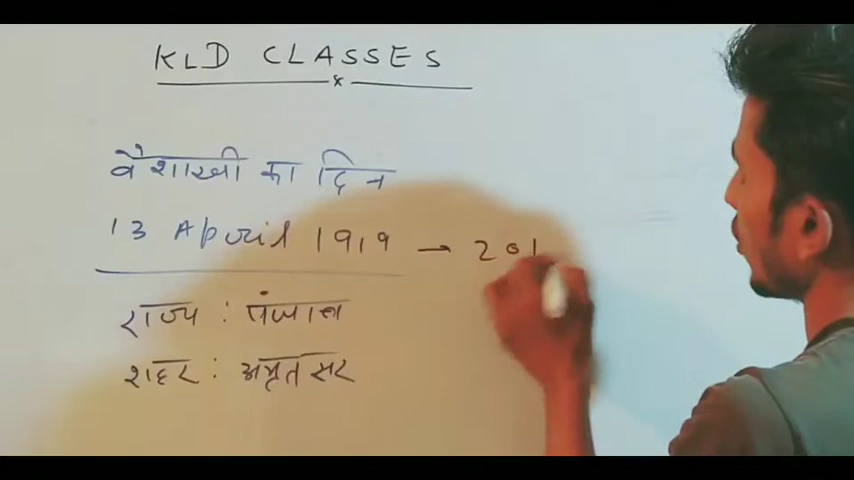 KLD CLASSES
वैशाखी का दिन
13 April 1919 → 201
राज्य : पंजाब
शहर : अमृतसर